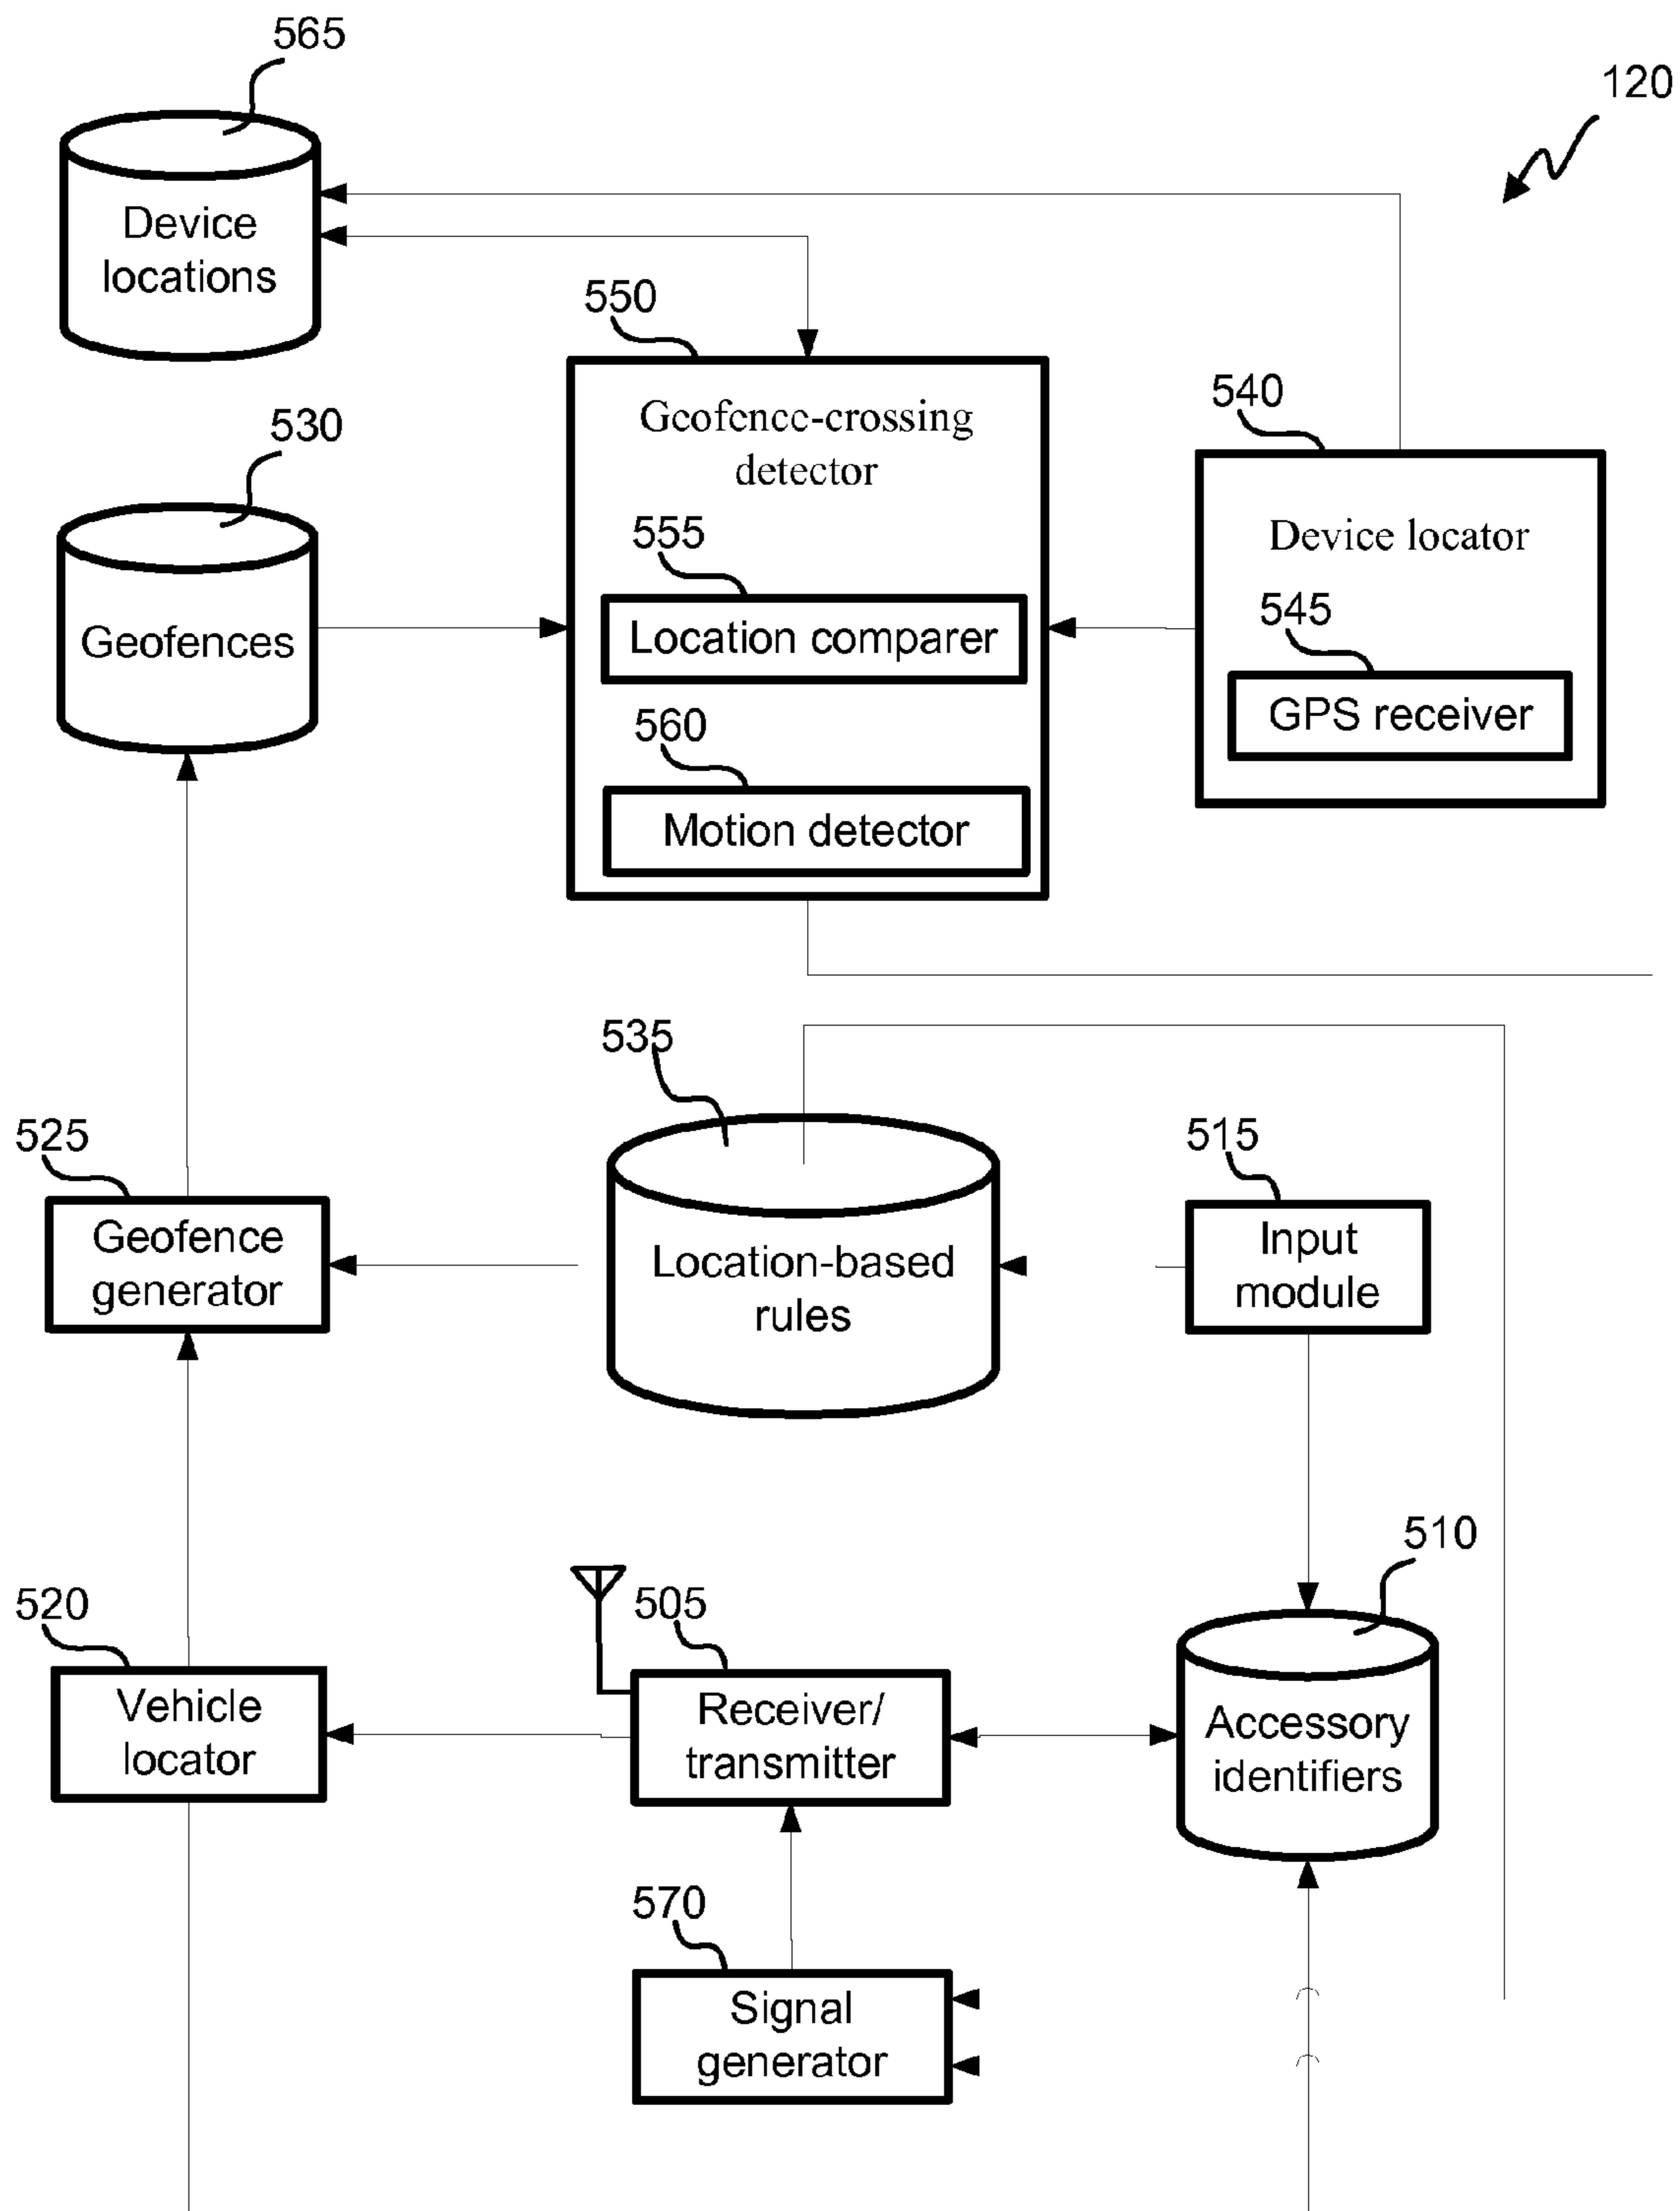 565
120
Device
locations
550
540
530
Geofence-crossing
detector
Device locator
555
545
Geofences
Location comparer
GPS receiver
560
Motion detector
535
525
515
Geofence
generator
Location-based
rules
Input
module
510
520
505
Vehicle
locator
Receiver/
transmitter
Accessory
identifiers
570
Signal
generator